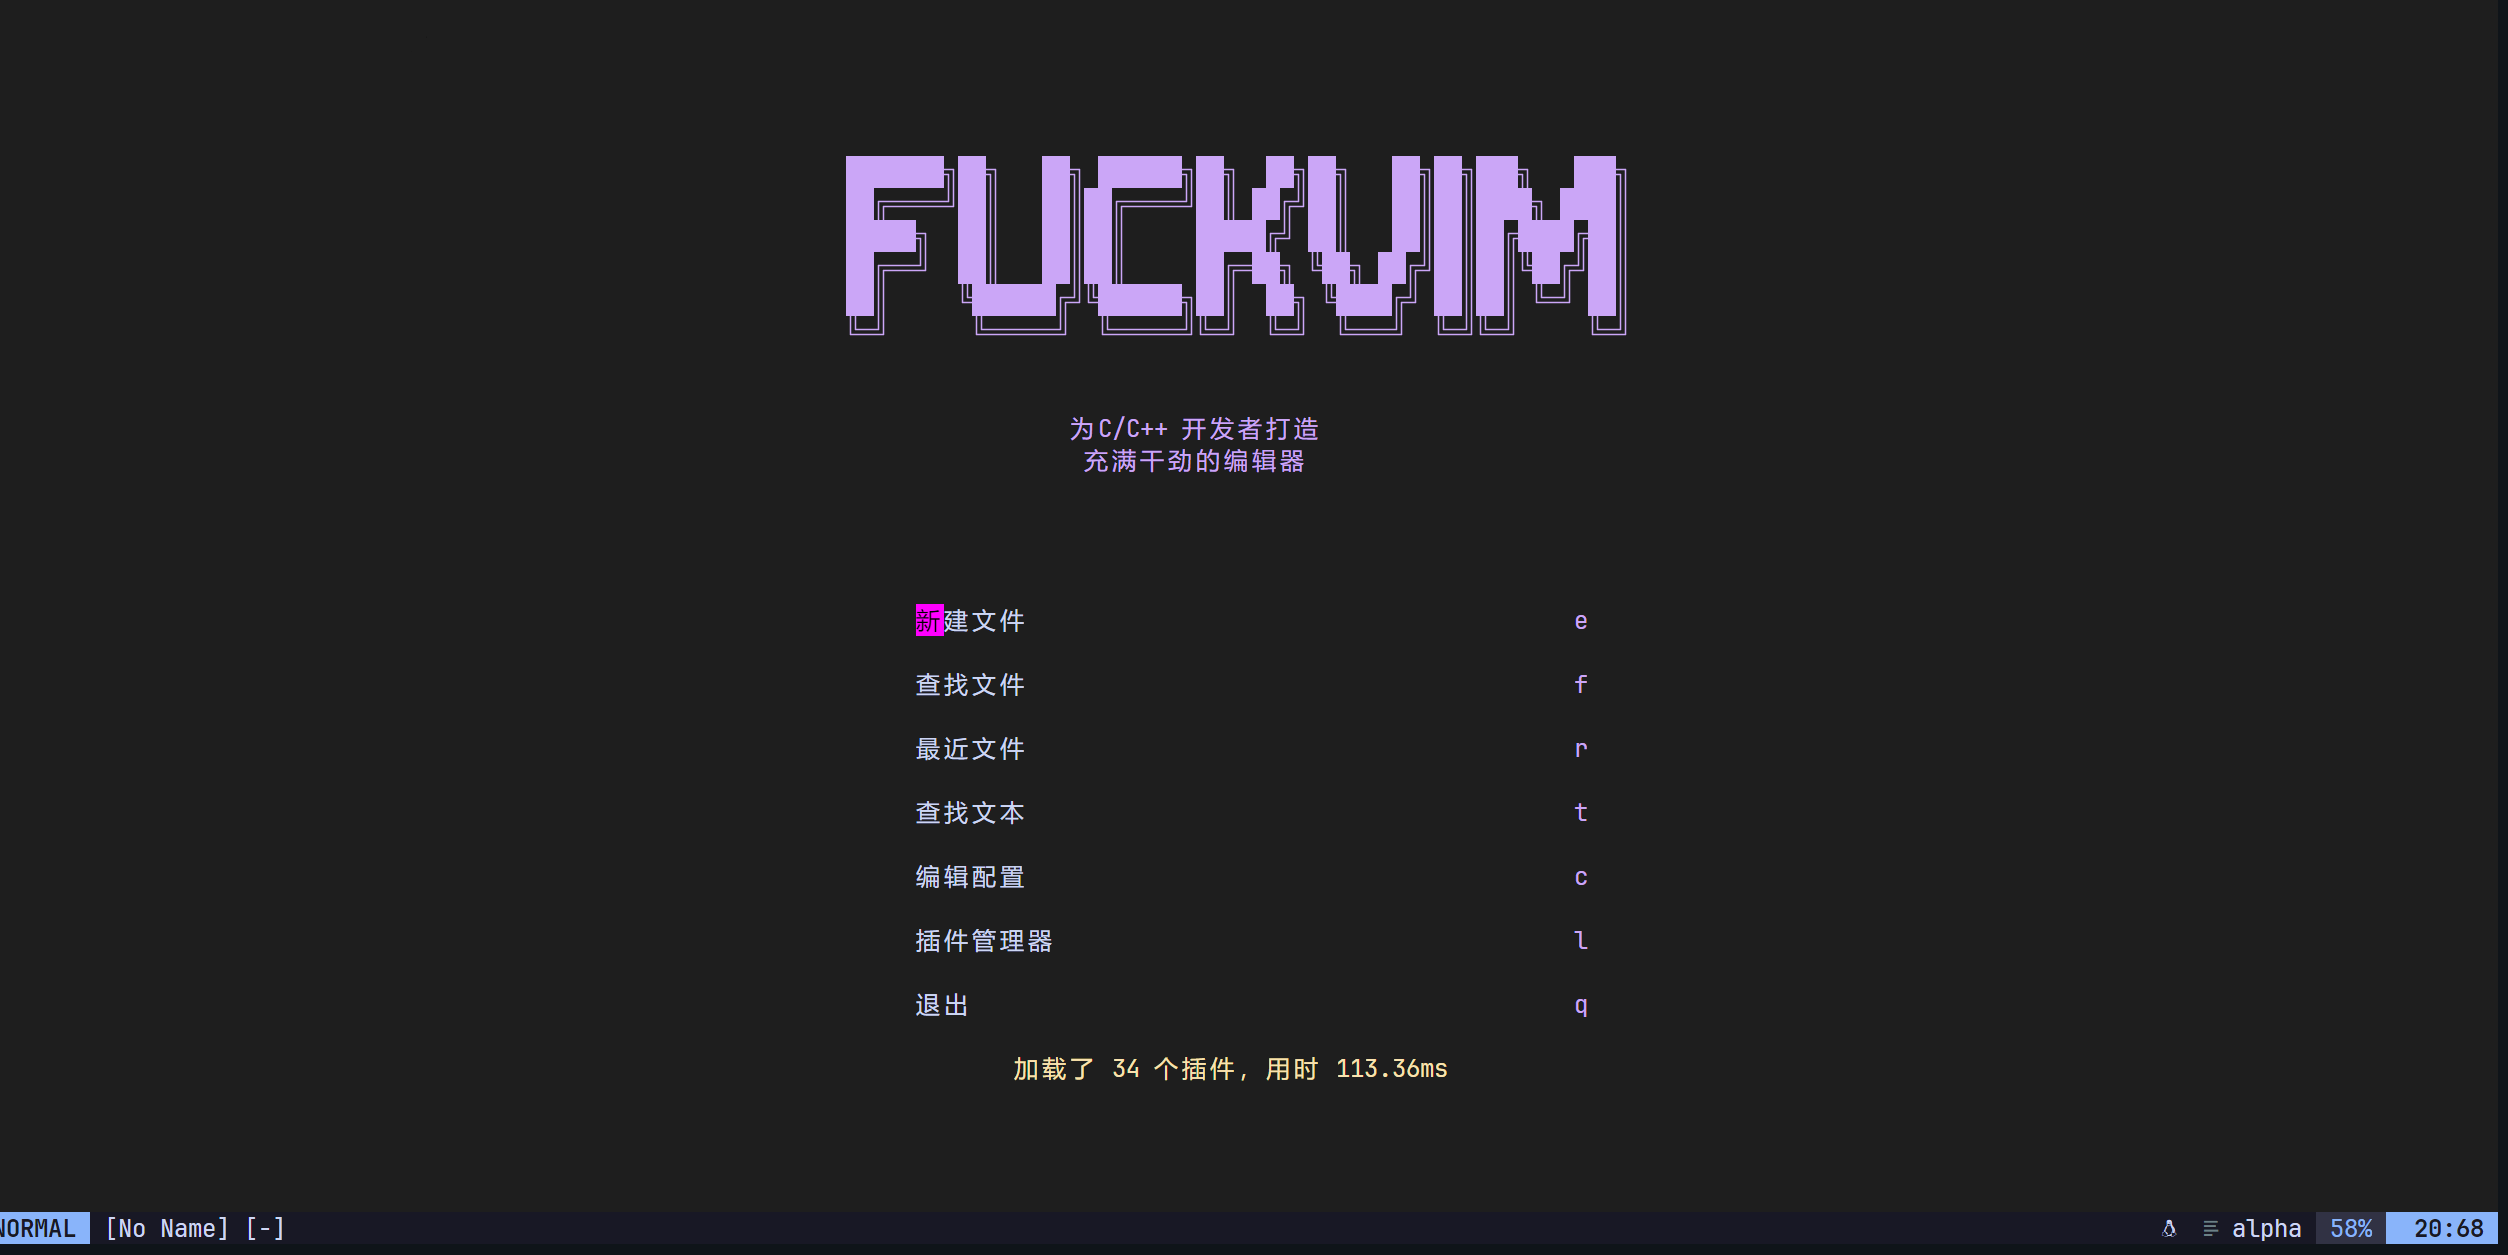 FUCKVIM
为C/C++ 开发者打造
充满干劲的编辑器
新建文件 e
查找文件 f
最近文件 r
查找文本 t
编辑配置 c
插件管理器 l
退出 q
加载了 34 个插件, 用时 113.36ms
NORMAL [No Name] [-] alpha 58% 20:68